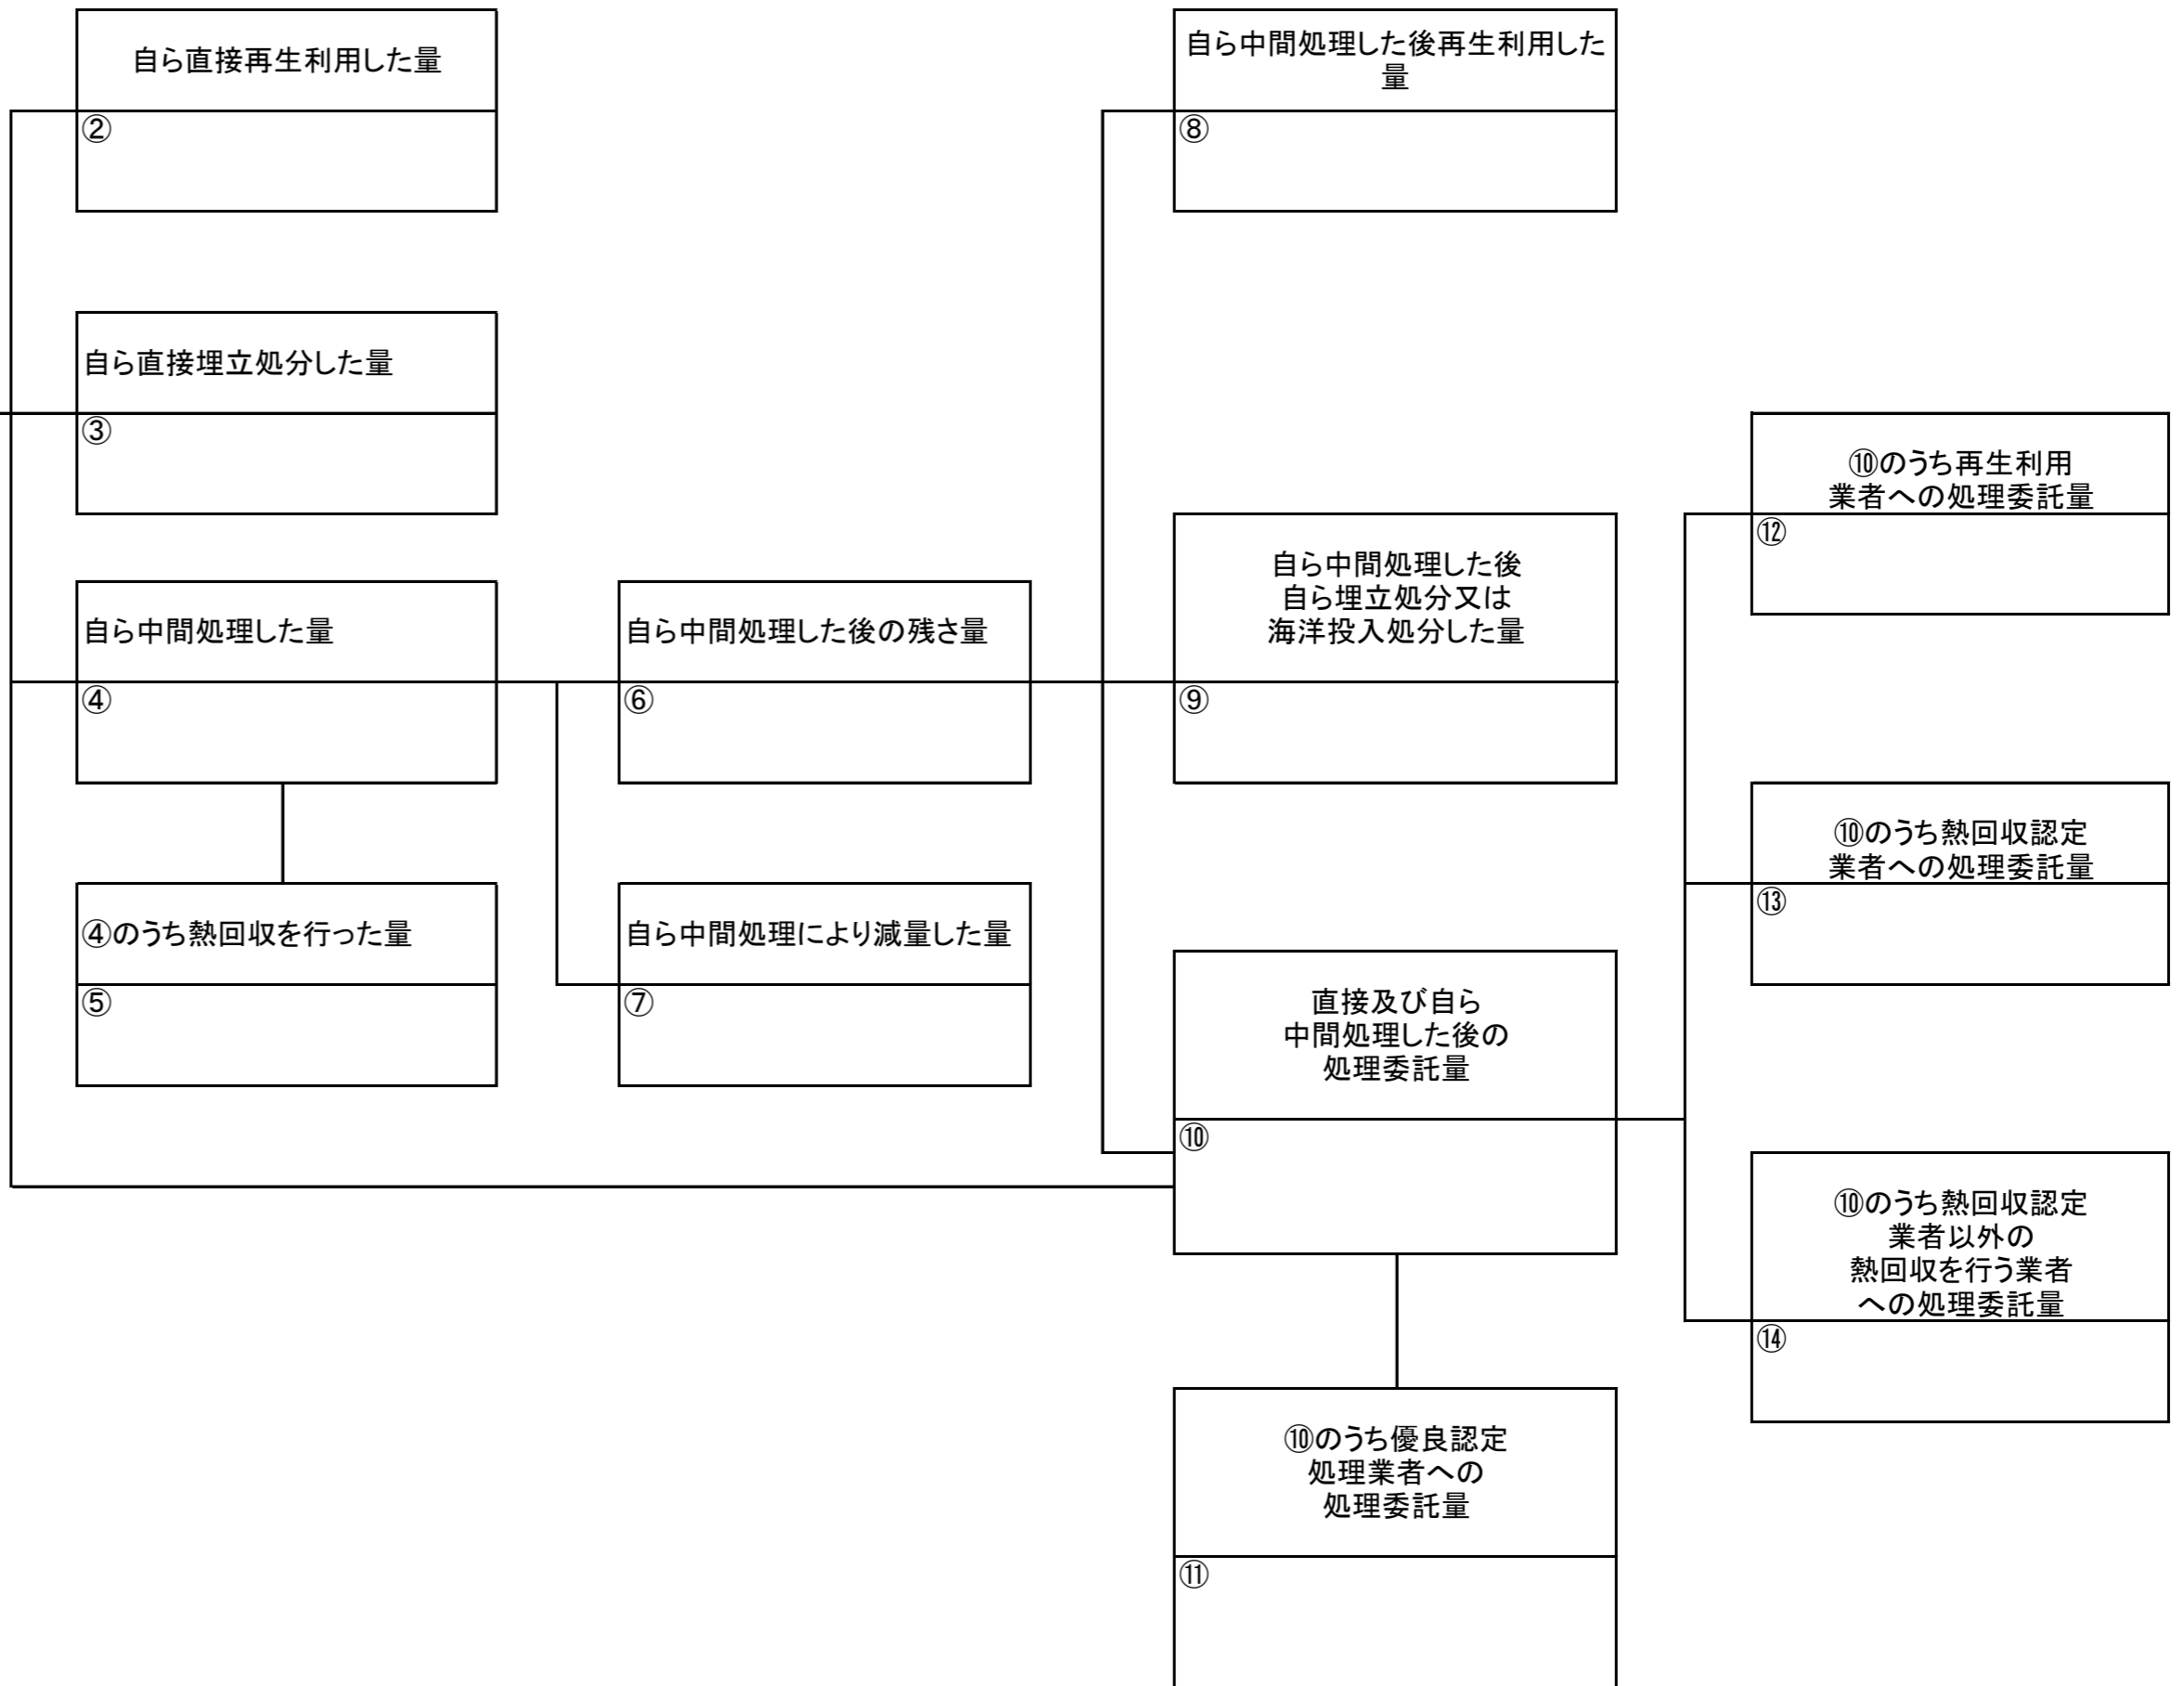 自ら直接再生利用した量
②
自ら直接埋立処分した量
③
自ら中間処理した量
④
④のうち熱回収を行った量
⑤
自ら中間処理した後の残さ量
⑥
自ら中間処理により減量した量
⑦
自ら中間処理した後再生利用した
量
⑧
自ら中間処理した後
自ら埋立処分又は
海洋投入処分した量
⑨
直接及び自ら
中間処理した後の
処理委託量
⑩
⑩のうち優良認定
処理業者への
処理委託量
⑪
⑩のうち再生利用
業者への処理委託量
⑫
⑩のうち熱回収認定
業者への処理委託量
⑬
⑩のうち熱回収認定
業者以外の
熱回収を行う業者
への処理委託量
⑭